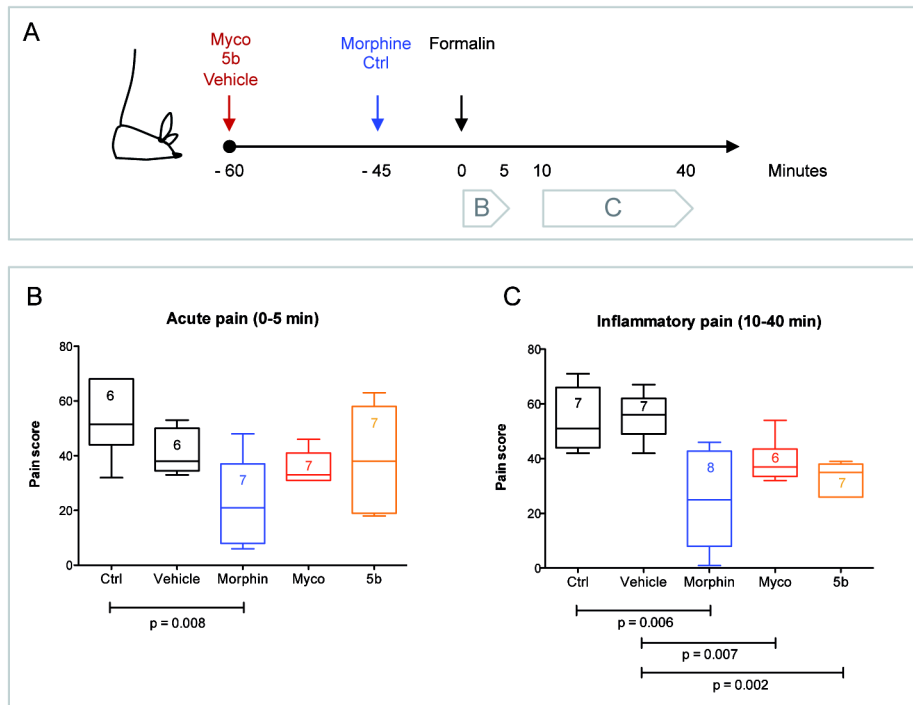 A
Myco
5b
Vehicle
Morphine
Ctrl
Formalin
- 60
- 45
0
5
10
40
Minutes
B
C
B
Acute pain (0-5 min)
Pain score
80
60
40
20
0
6
6
7
7
7
Ctrl
Vehicle
Morphin
Myco
5b
p = 0.008
C
Inflammatory pain (10-40 min)
Pain score
80
60
40
20
0
7
7
8
6
7
Ctrl
Vehicle
Morphin
Myco
5b
p = 0.006
p = 0.007
p = 0.002